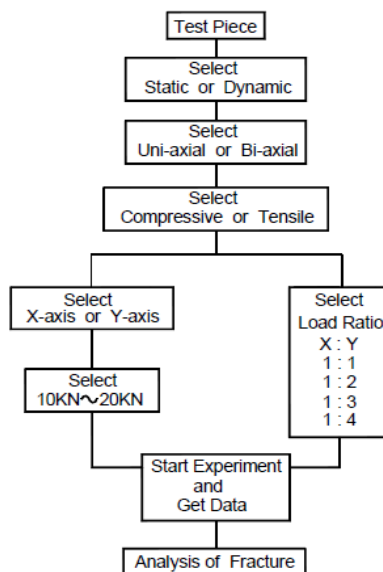 Test Piece
Select
Static or Dynamic
Select
Uni-axial or Bi-axial
Select
Compressive or Tensile
Select
X-axis or Y-axis
Select
10KN～20KN
Select
Load Ratio
X : Y
1 : 1
1 : 2
1 : 3
1 : 4
Start Experiment
and
Get Data
Analysis of Fracture